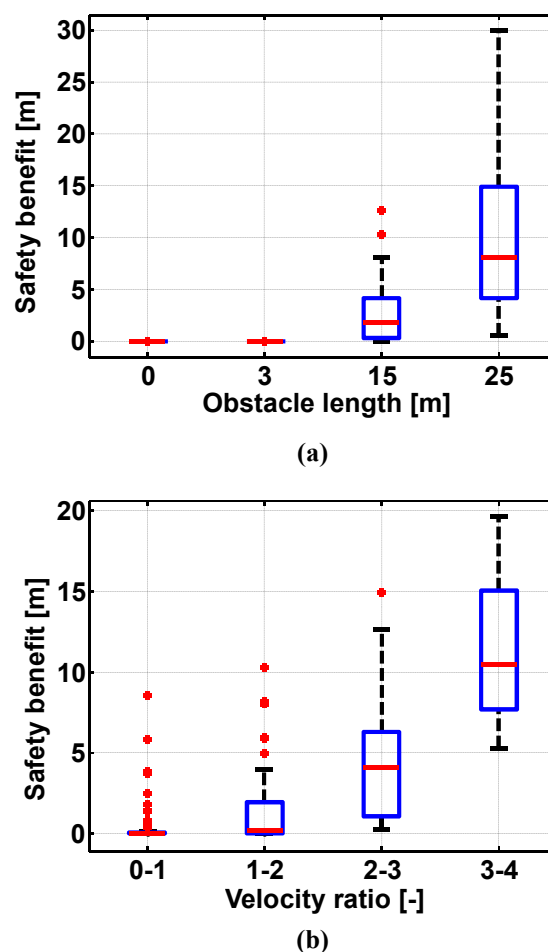 30
25
20
15
10
5
0
Safety benefit [m]
0 3 15 25
Obstacle length [m]
(a)
20
15
10
5
0
Safety benefit [m]
0-1 1-2 2-3 3-4
Velocity ratio [-]
(b)